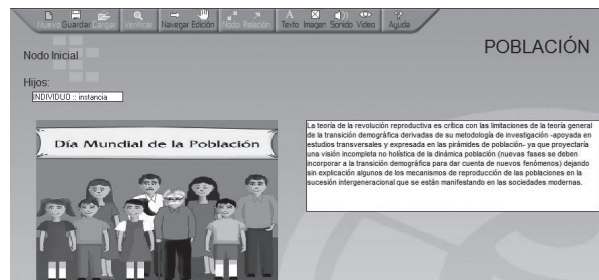 Nuevo Guardar Cargar Verificar Navegar Edición Nodo Relación Texto Imagen Sonido Video Ayuda
POBLACIÓN
Nodo Inicial
Hijos:
INDIVIDUO :: instancia
Día Mundial de la Población
La teoría de la revolución reproductiva es crítica con las limitaciones de la teoría general
de la transición demográfica derivadas de su metodología de investigación -apoyada en
estudios transversales y expresada en las pirámides de población- ya que proyectaría
una visión incompleta no holística de la dinámica población (nuevas fases se deben
incorporar a la transición demográfica para dar cuenta de nuevos fenómenos) dejando
sin explicación algunos de los mecanismos de reproducción de las poblaciones en la
sucesión intergeneracional que se están manifestando en las sociedades modernas.